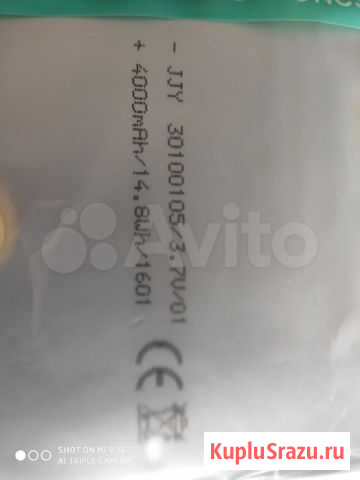 - JJY 30100105/3.7V/01
+ 4000mAh/14.8Wh/1601
CE
Avito
SHOT ON MI 9 SE
AI TRIPLE CAMERA
KupluSrazu.ru